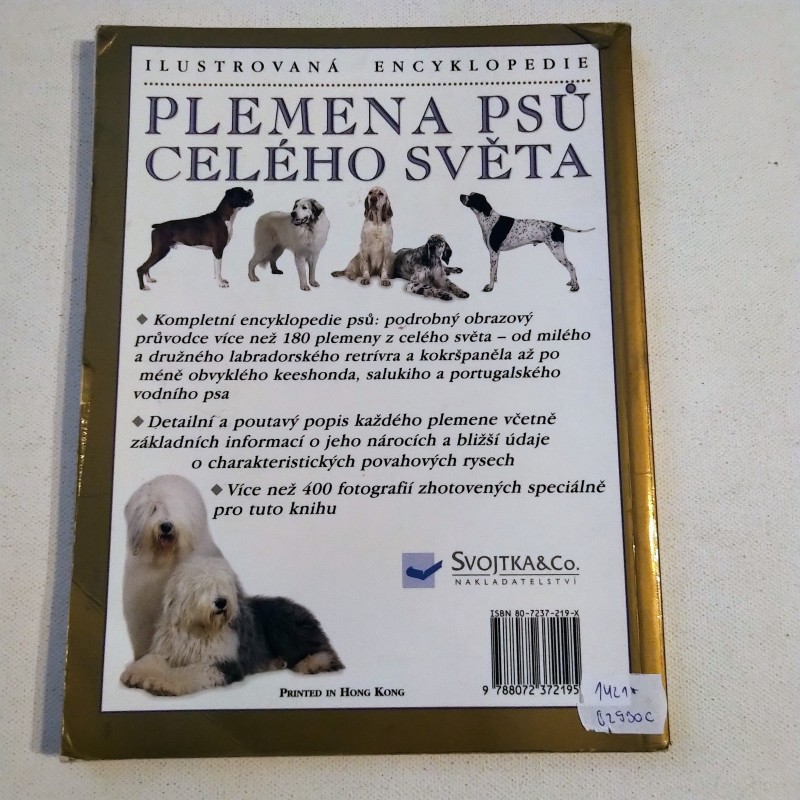 ILUSTROVANÁ ENCYKLOPEDIE
PLEMENA PSŮ
CELÉHO SVĚTA
◆ Kompletní encyklopedie psů: podrobný obrazový
průvodce více než 180 plemeny z celého světa – od milého
a družného labradorského retrívra a kokršpaněla až po
méně obvyklého keeshonda, salukiho a portugalského
vodního psa
◆ Detailní a poutavý popis každého plemene včetně
základních informací o jeho nárocích a bližší údaje
o charakteristických povahových rysech
◆ Více než 400 fotografií zhotovených speciálně
pro tuto knihu
SVOJTKA&CO.
NAKLADATELSTVÍ
ISBN 80-7237-219-X
9 788072 372195
PRINTED IN HONG KONG